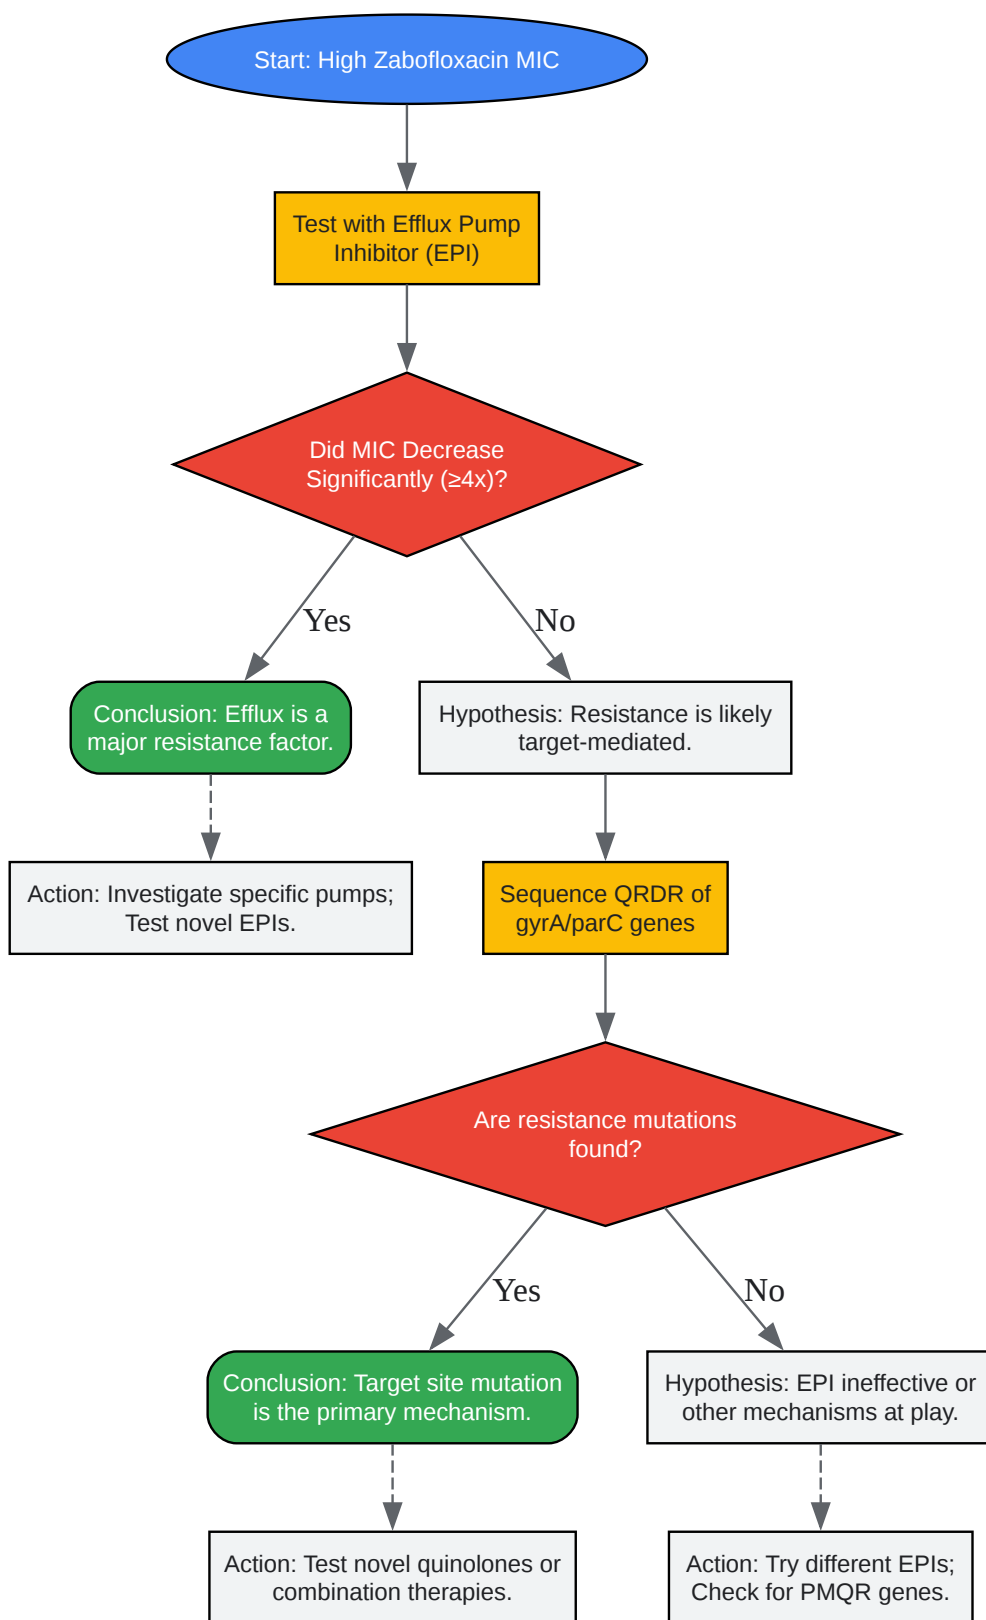 Start: High Zabofloxacin MIC
Test with Efflux Pump
Inhibitor (EPI)
Did MIC Decrease
Significantly (≥4x)?
Yes
No
Conclusion: Efflux is a
major resistance factor.
Hypothesis: Resistance is likely
target-mediated.
Action: Investigate specific pumps;
Test novel EPIs.
Sequence QRDR of
gyrA/parC genes
Are resistance mutations
found?
Yes
No
Conclusion: Target site mutation
is the primary mechanism.
Hypothesis: EPI ineffective or
other mechanisms at play.
Action: Test novel quinolones or
combination therapies.
Action: Try different EPIs;
Check for PMQR genes.